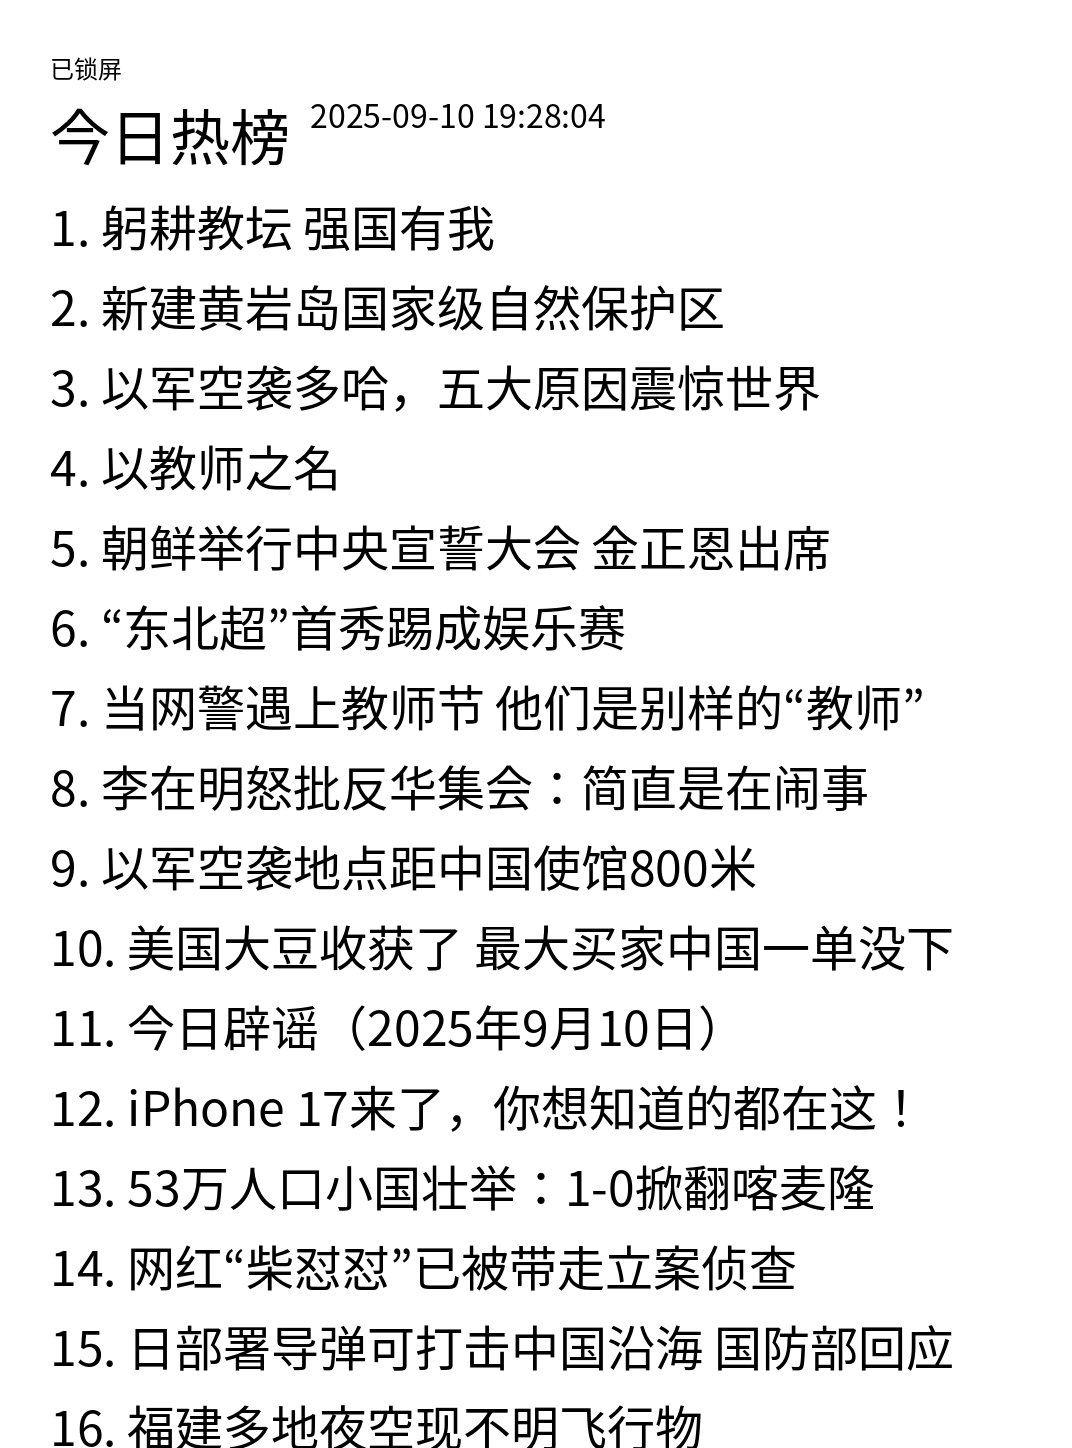 已锁屏
今日热榜 2025-09-10 19:28:04
1. 躬耕教坛 强国有我
2. 新建黄岩岛国家级自然保护区
3. 以军空袭多哈，五大原因震惊世界
4. 以教师之名
5. 朝鲜举行中央宣誓大会 金正恩出席
6. “东北超”首秀踢成娱乐赛
7. 当网警遇上教师节 他们是别样的“教师”
8. 李在明怒批反华集会：简直是在闹事
9. 以军空袭地点距中国使馆800米
10. 美国大豆收获了 最大买家中国一单没下
11. 今日辟谣（2025年9月10日）
12. iPhone 17来了，你想知道的都在这！
13. 53万人口小国壮举：1-0掀翻喀麦隆
14. 网红“柴怼怼”已被带走立案侦查
15. 日部署导弹可打击中国沿海 国防部回应
16. 福建多地夜空现不明飞行物